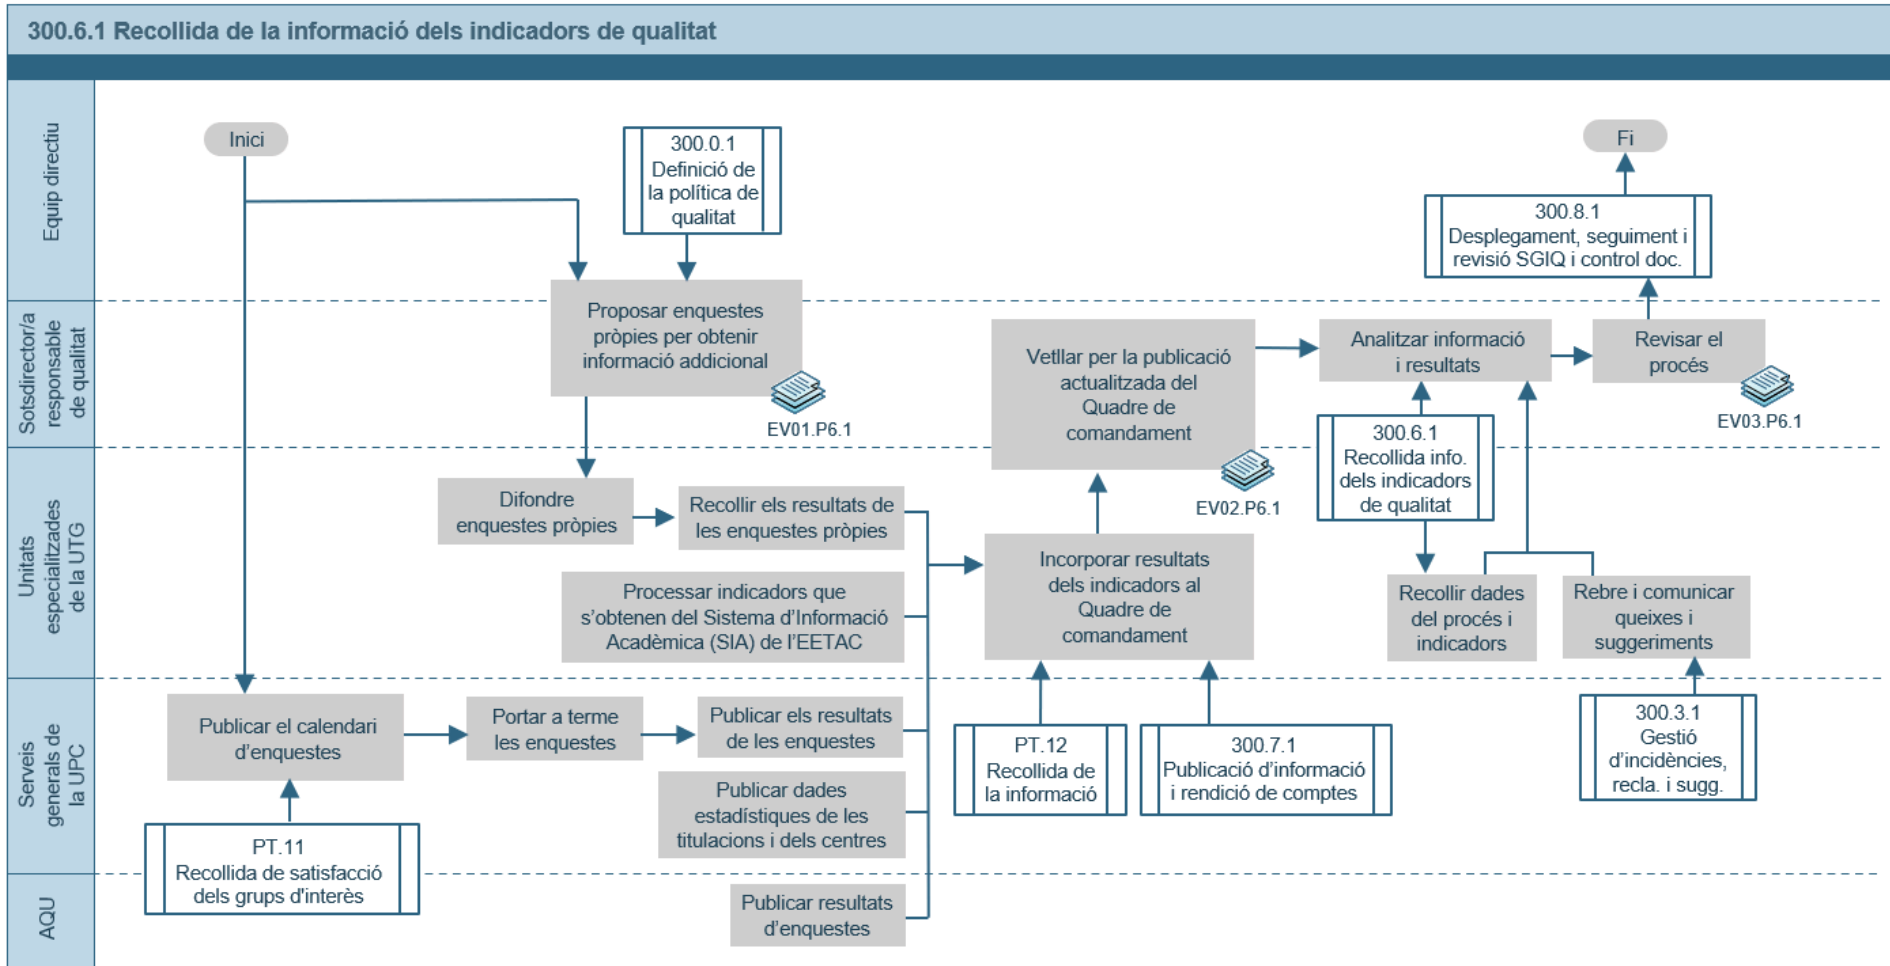 300.6.1 Recollida de la informació dels indicadors de qualitat
Equip directiu
Inici
300.0.1
Definició de
la política de
qualitat
Fi
300.8.1
Desplegament, seguiment i
revisió SGIQ i control doc.
Sotsdirector/a
responsable
de qualitat
Proposar enquestes
pròpies per obtenir
informació addicional
EV01.P6.1
Vetllar per la publicació
actualitzada del
Quadre de
comandament
EV02.P6.1
Analitzar informació
i resultats
Revisar el
procés
EV03.P6.1
300.6.1
Recollida info.
dels indicadors
de qualitat
Unitats
especialitzades
de la UTG
Difondre
enquestes pròpies
Recollir els resultats de
les enquestes pròpies
Processar indicadors que
s’obtenen del Sistema d’Informació
Acadèmica (SIA) de l’EETAC
Incorporar resultats
dels indicadors al
Quadre de
comandament
Recollir dades
del procés i
indicadors
Rebre i comunicar
queixes i
suggeriments
Serveis
generals de
la UPC
Publicar el calendari
d’enquestes
Portar a terme
les enquestes
Publicar els resultats
de les enquestes
Publicar dades
estadístiques de les
titulacions i dels centres
PT.12
Recollida de
la informació
300.7.1
Publicació d’informació
i rendició de comptes
300.3.1
Gestió
d’incidències,
recla. i sugg.
PT.11
Recollida de satisfacció
dels grups d'interès
AQU
Publicar resultats
d’enquestes